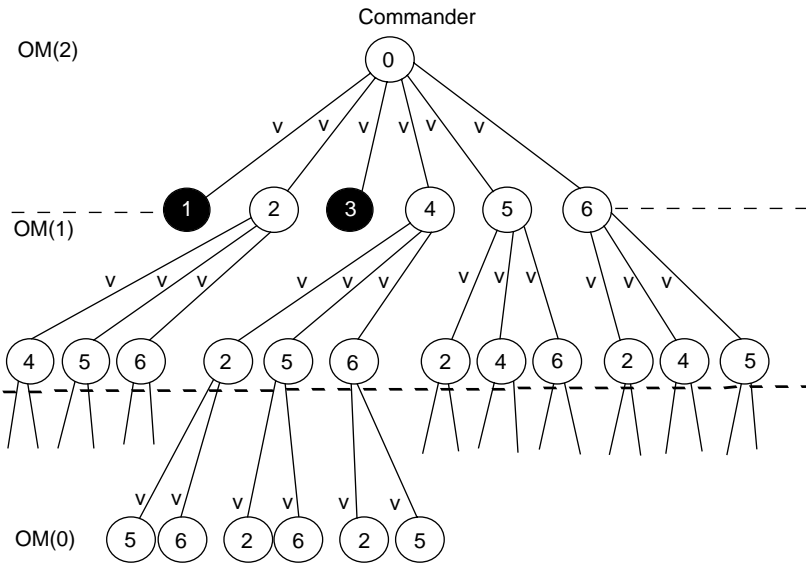 Commander
OM(2)
0
v v v v v v
1 2 3 4 5 6
OM(1)
v v v v v v v v v v v v
4 5 6 2 5 6 2 4 6 2 4 5
v v v v v v
OM(0) 5 6 2 6 2 5